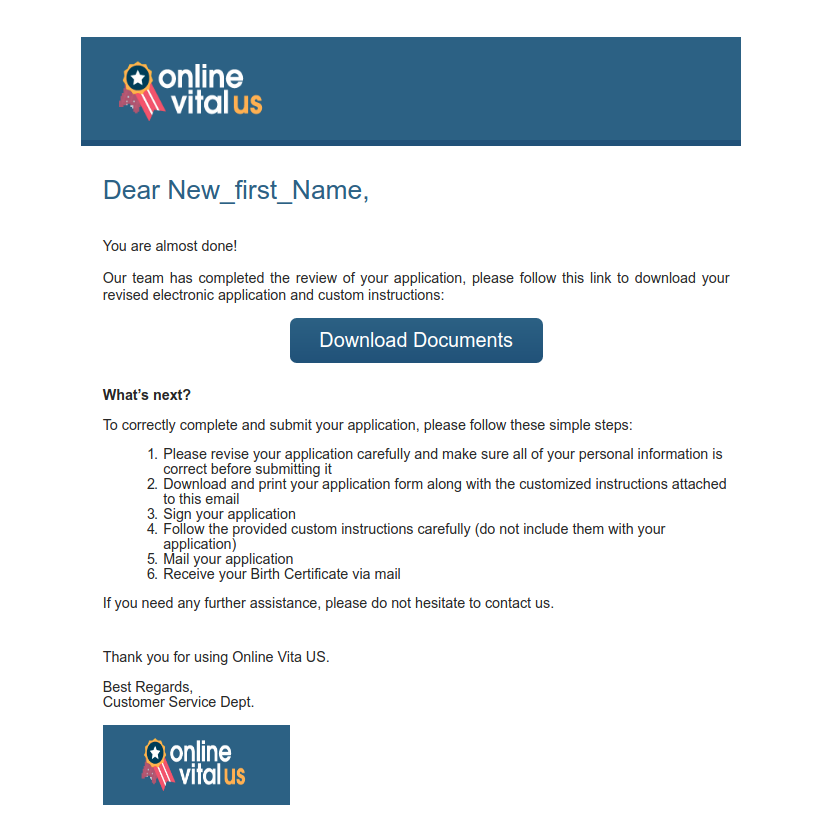 online
vital us
Dear New_first_Name,
You are almost done!
Our team has completed the review of your application, please follow this link to download your
revised electronic application and custom instructions:
Download Documents
What's next?
To correctly complete and submit your application, please follow these simple steps:
1. Please revise your application carefully and make sure all of your personal information is
correct before submitting it
2. Download and print your application form along with the customized instructions attached
to this email
3. Sign your application
4. Follow the provided custom instructions carefully (do not include them with your
application)
5. Mail your application
6. Receive your Birth Certificate via mail
If you need any further assistance, please do not hesitate to contact us.
Thank you for using Online Vita US.
Best Regards,
Customer Service Dept.
online
vital us